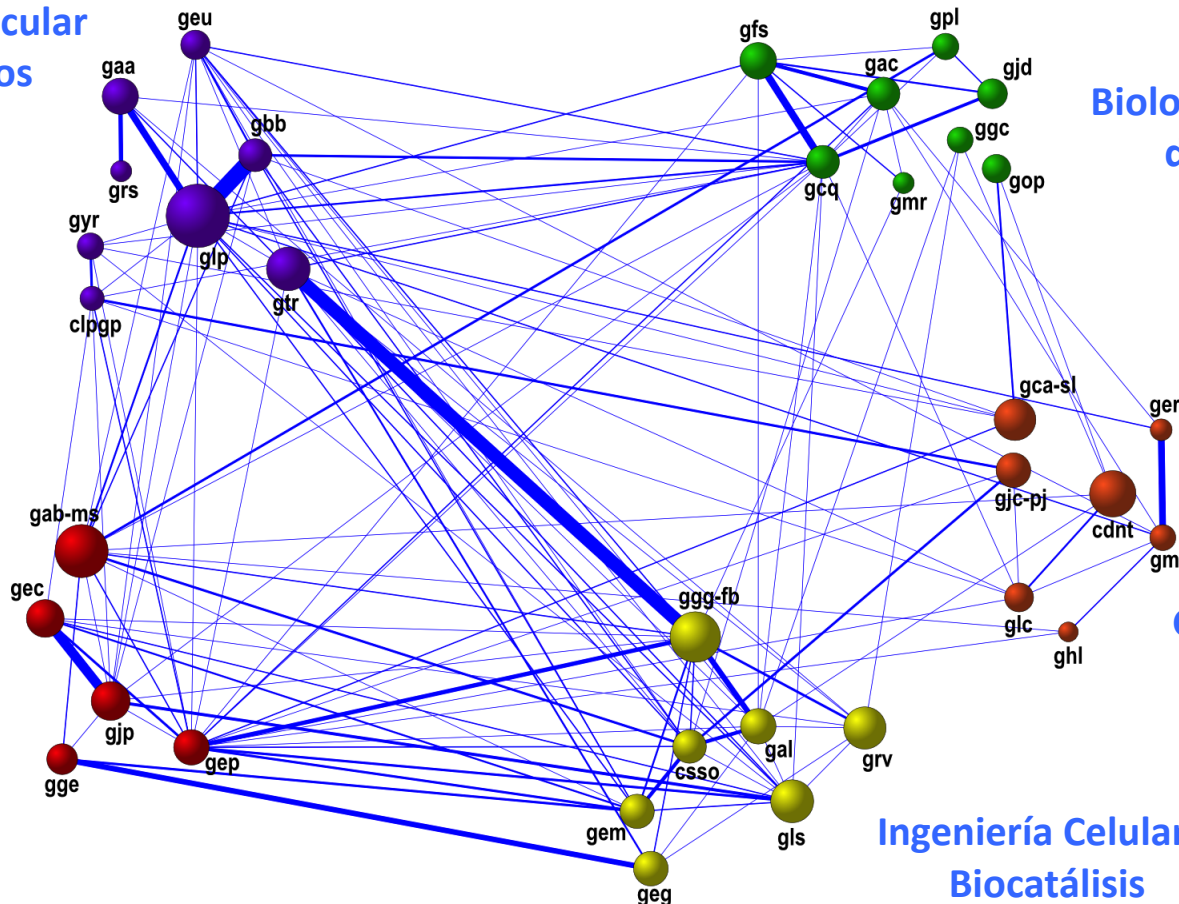 cular
os
geu
gaa
gbb
grs
gyr
glp
gtr
clpgp
gfs
gpl
gac
gjd
ggc
gop
gcq
gmr
Biolo
d
gca-sl
ger
gjc-pj
cdnt
gm
glc
ghl
gab-ms
gec
gjp
gge
gep
ggg-fb
gal
csso
grv
gem
gls
geg
Ingeniería Celular
Biocatálisis